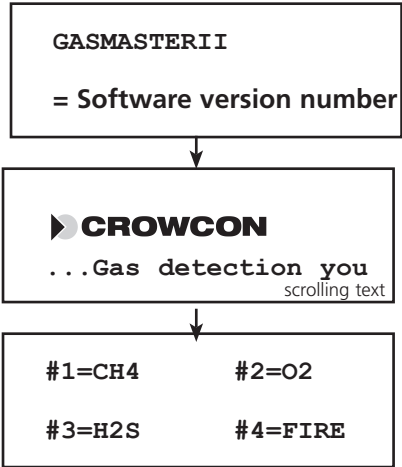 GASMASTERII
= Software version number
CROWCON
...Gas detection you
scrolling text
#1=CH4 #2=O2
#3=H2S #4=FIRE